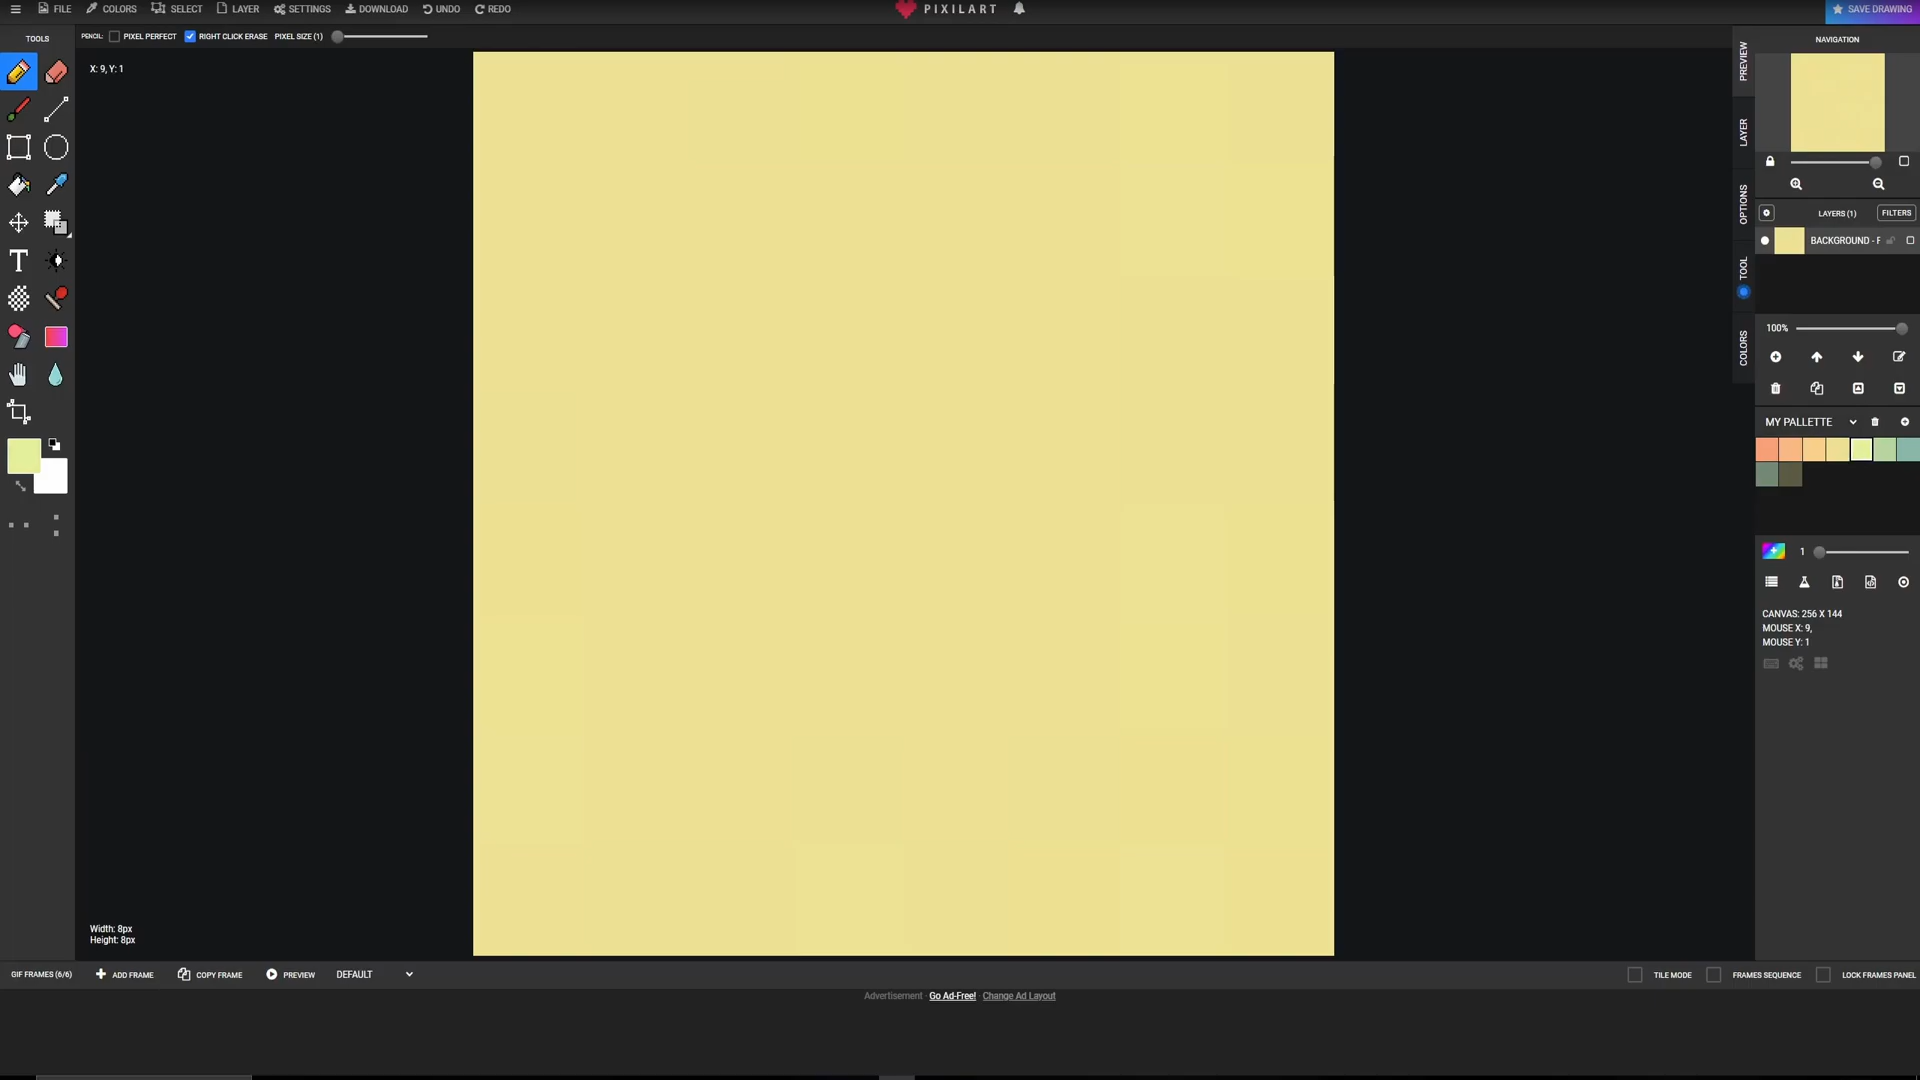 FILE COLORS SELECT LAYER SETTINGS DOWNLOAD UNDO REDO PIXILART SAVE DRAWING
TOOLS PENCIL: PIXEL PERFECT RIGHT CLICK ERASE PIXEL SIZE (1)
X: 9, Y: 1
NAVIGATION
PREVIEW
LAYER
OPTIONS
TOOL
COLORS
LAYERS (1) FILTERS
BACKGROUND - F
100%
MY PALLETTE
1
CANVAS: 256 X 144
MOUSE X: 9,
MOUSE Y: 1
Width: 8px
Height: 8px
GIF FRAMES (6/6) ADD FRAME COPY FRAME PREVIEW DEFAULT TILE MODE FRAMES SEQUENCE LOCK FRAMES PANEL
Advertisement · Go Ad-Free! · Change Ad Layout